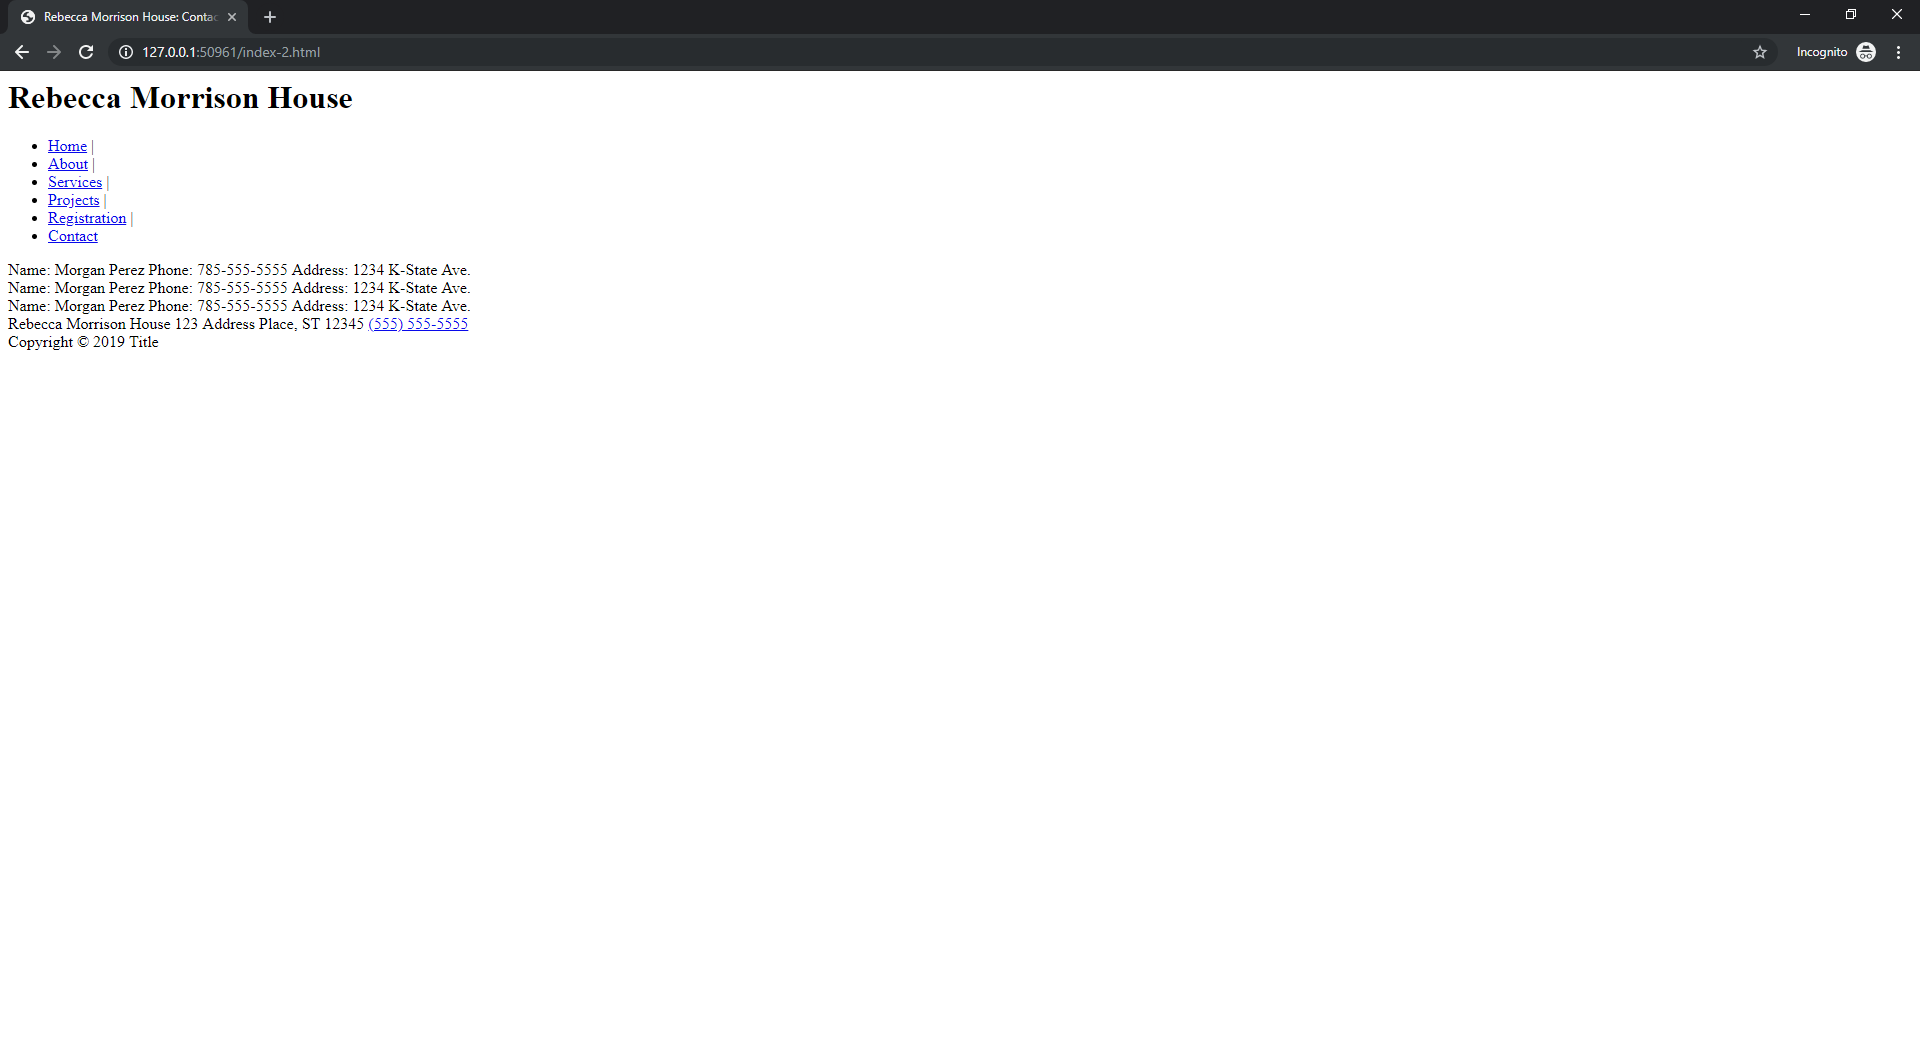 Rebecca Morrison House: Contac
127.0.0.1:50961/index-2.html
Incognito
Rebecca Morrison House
Home |
About |
Services |
Projects |
Registration |
Contact
Name: Morgan Perez Phone: 785-555-5555 Address: 1234 K-State Ave.
Name: Morgan Perez Phone: 785-555-5555 Address: 1234 K-State Ave.
Name: Morgan Perez Phone: 785-555-5555 Address: 1234 K-State Ave.
Rebecca Morrison House 123 Address Place, ST 12345 (555) 555-5555
Copyright © 2019 Title